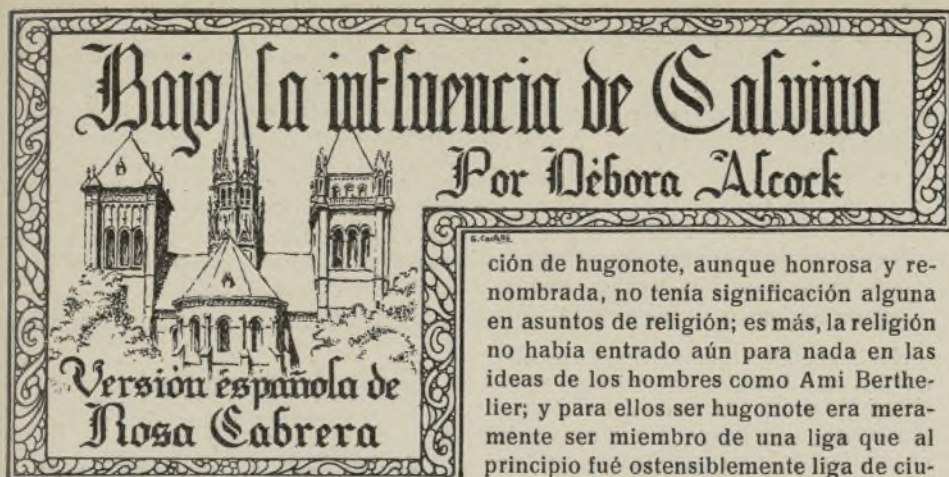 Bajo la influencia de Calvino
Por Débora Alcock
Versión española de
Rosa Cabrera
ción de hugonote, aunque honrosa y re-
nombrada, no tenía significación alguna
en asuntos de religión; es más, la religión
no había entrado aún para nada en las
ideas de los hombres como Ami Berthe-
lier; y para ellos ser hugonote era mera-
mente ser miembro de una liga que al
principio fué ostensiblemente liga de ciu-